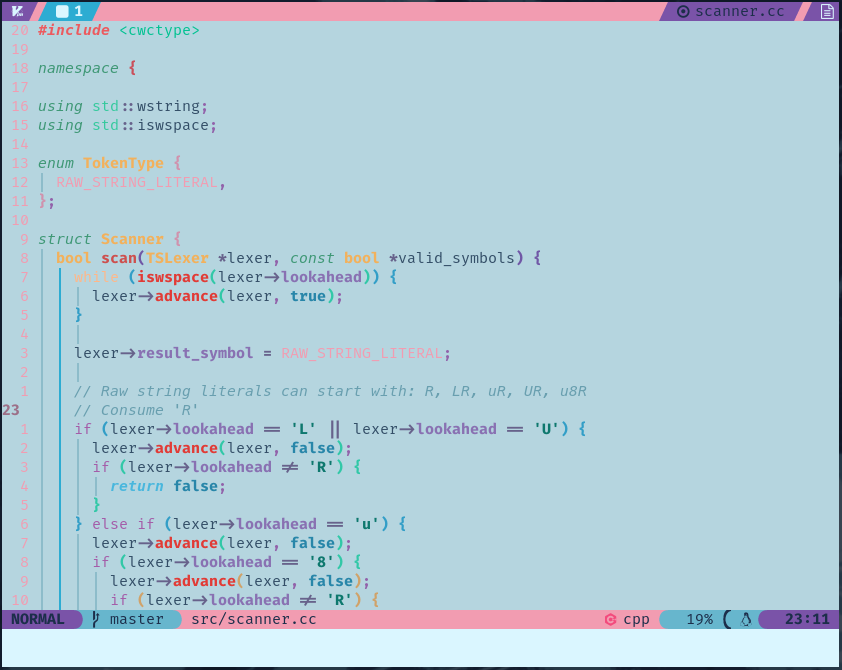 1 scanner.cc
20 #include <cwctype>
19
18 namespace {
17
16 using std::wstring;
15 using std::iswspace;
14
13 enum TokenType {
12   RAW_STRING_LITERAL,
11 };
10
9 struct Scanner {
8   bool scan(TSLexer *lexer, const bool *valid_symbols) {
7     while (iswspace(lexer->lookahead)) {
6       lexer->advance(lexer, true);
5     }
4
3     lexer->result_symbol = RAW_STRING_LITERAL;
2
1     // Raw string literals can start with: R, LR, uR, UR, u8R
23     // Consume 'R'
1     if (lexer->lookahead == 'L' || lexer->lookahead == 'U') {
2       lexer->advance(lexer, false);
3       if (lexer->lookahead != 'R') {
4         return false;
5       }
6     } else if (lexer->lookahead == 'u') {
7       lexer->advance(lexer, false);
8       if (lexer->lookahead == '8') {
9         lexer->advance(lexer, false);
10         if (lexer->lookahead != 'R') {
NORMAL master src/scanner.cc cpp 19% 23:11